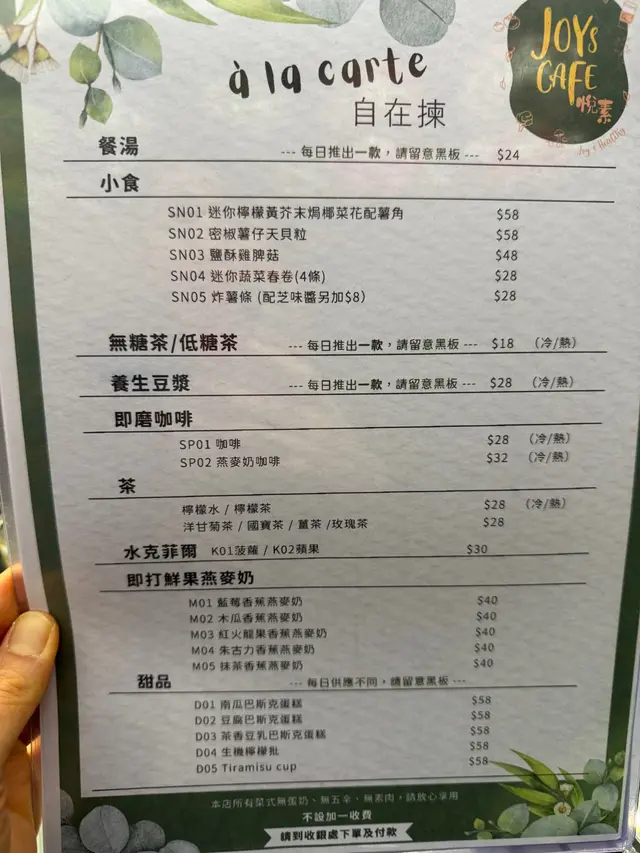 JOYs
CAFE
悅素
Joy & Healthy
à la carte
自在揀
餐湯 --- 每日推出一款，請留意黑板 --- $24
小食
SN01 迷你檸檬黃芥末焗椰菜花配薯角 $58
SN02 密椒薯仔天貝粒 $58
SN03 鹽酥雞脾菇 $48
SN04 迷你蔬菜春卷(4條) $28
SN05 炸薯條 (配芝味醬另加$8) $28
無糖茶/低糖茶 --- 每日推出一款，請留意黑板 --- $18 （冷/熱）
養生豆漿 --- 每日推出一款，請留意黑板 --- $28 （冷/熱）
即磨咖啡
SP01 咖啡 $28 （冷/熱）
SP02 燕麥奶咖啡 $32 （冷/熱）
茶
檸檬水 / 檸檬茶 $28 （冷/熱）
洋甘菊茶 / 國寶茶 / 薑茶 /玫瑰茶 $28
水克菲爾 K01菠蘿 / K02蘋果 $30
即打鮮果燕麥奶
M01 藍莓香蕉燕麥奶 $40
M02 木瓜香蕉燕麥奶 $40
M03 紅火龍果香蕉燕麥奶 $40
M04 朱古力香蕉燕麥奶 $40
M05 抹茶香蕉燕麥奶 $40
甜品 --- 每日供應不同，請留意黑板 ---
D01 南瓜巴斯克蛋糕 $58
D02 豆腐巴斯克蛋糕 $58
D03 茶香豆乳巴斯克蛋糕 $58
D04 生機檸檬批 $58
D05 Tiramisu cup $58
本店所有菜式無蛋奶、無五辛、無素肉，請放心享用
不設加一收費
請到收銀處下單及付款